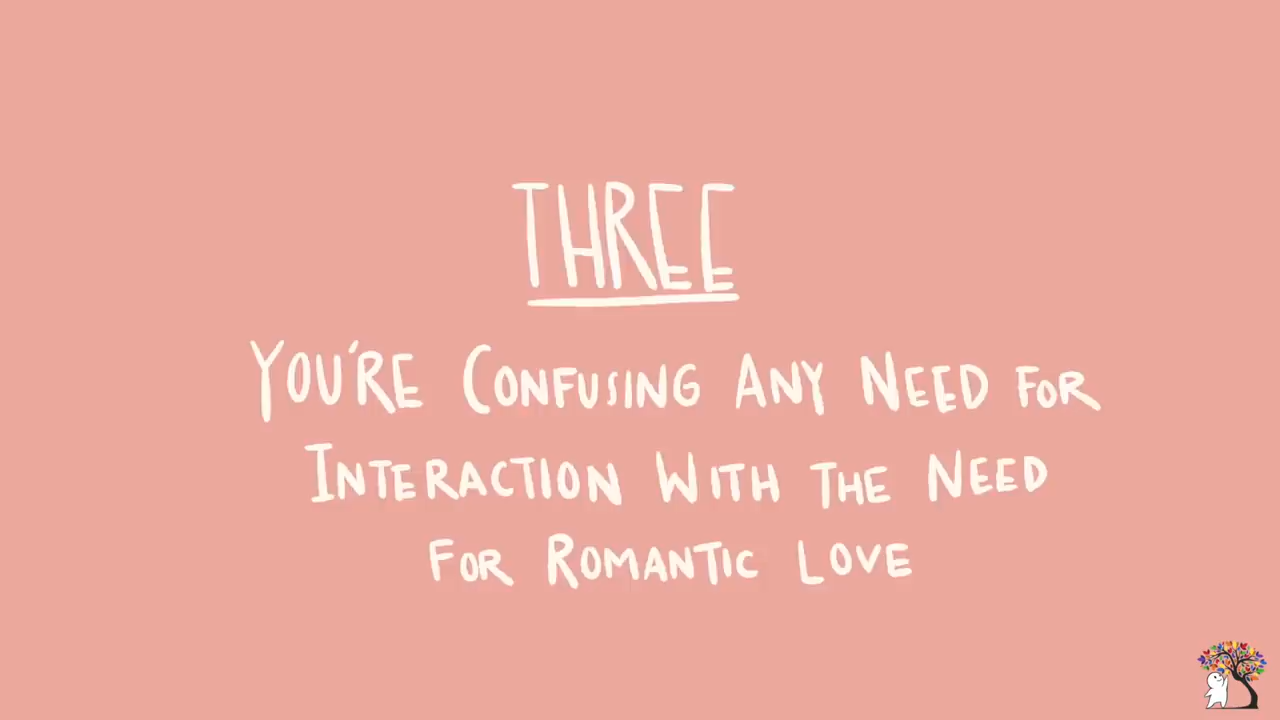 THREE
YOU'RE CONFUSING ANY NEED FOR
INTERACTION WITH THE NEED
FOR ROMANTIC LOVE